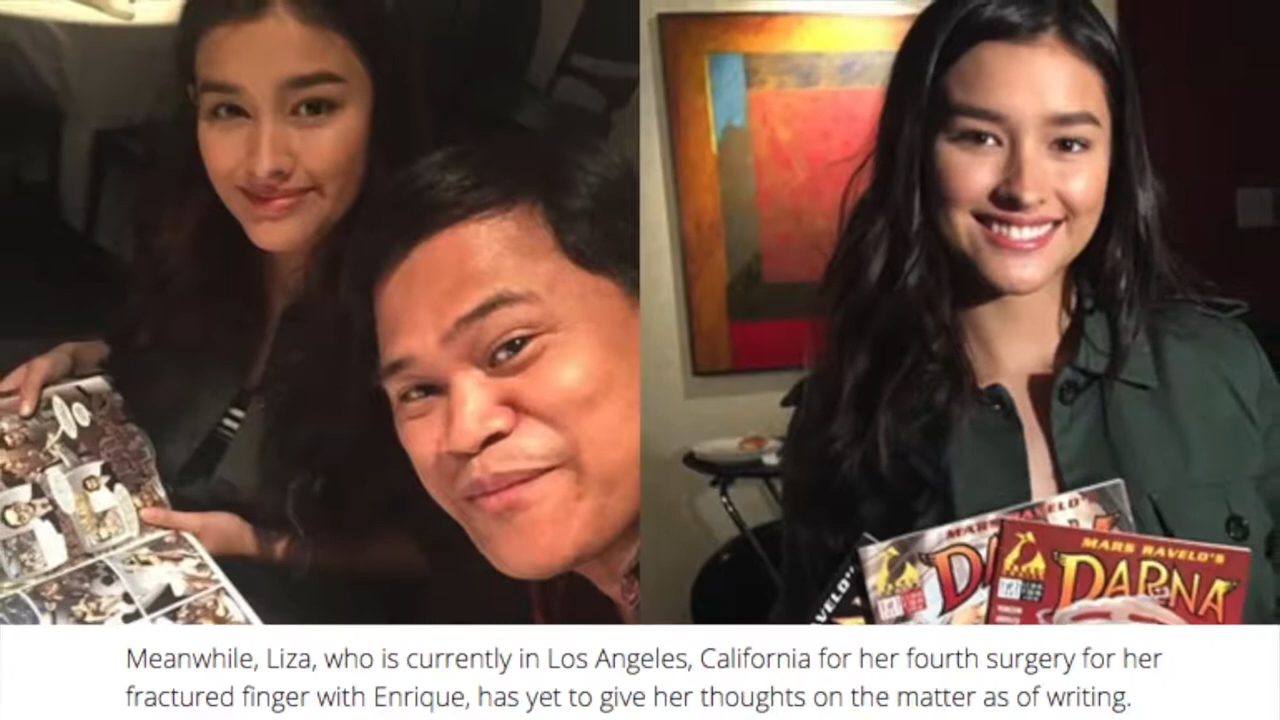 MARS RAVELO'S
DARNA
Meanwhile, Liza, who is currently in Los Angeles, California for her fourth surgery for her
fractured finger with Enrique, has yet to give her thoughts on the matter as of writing.